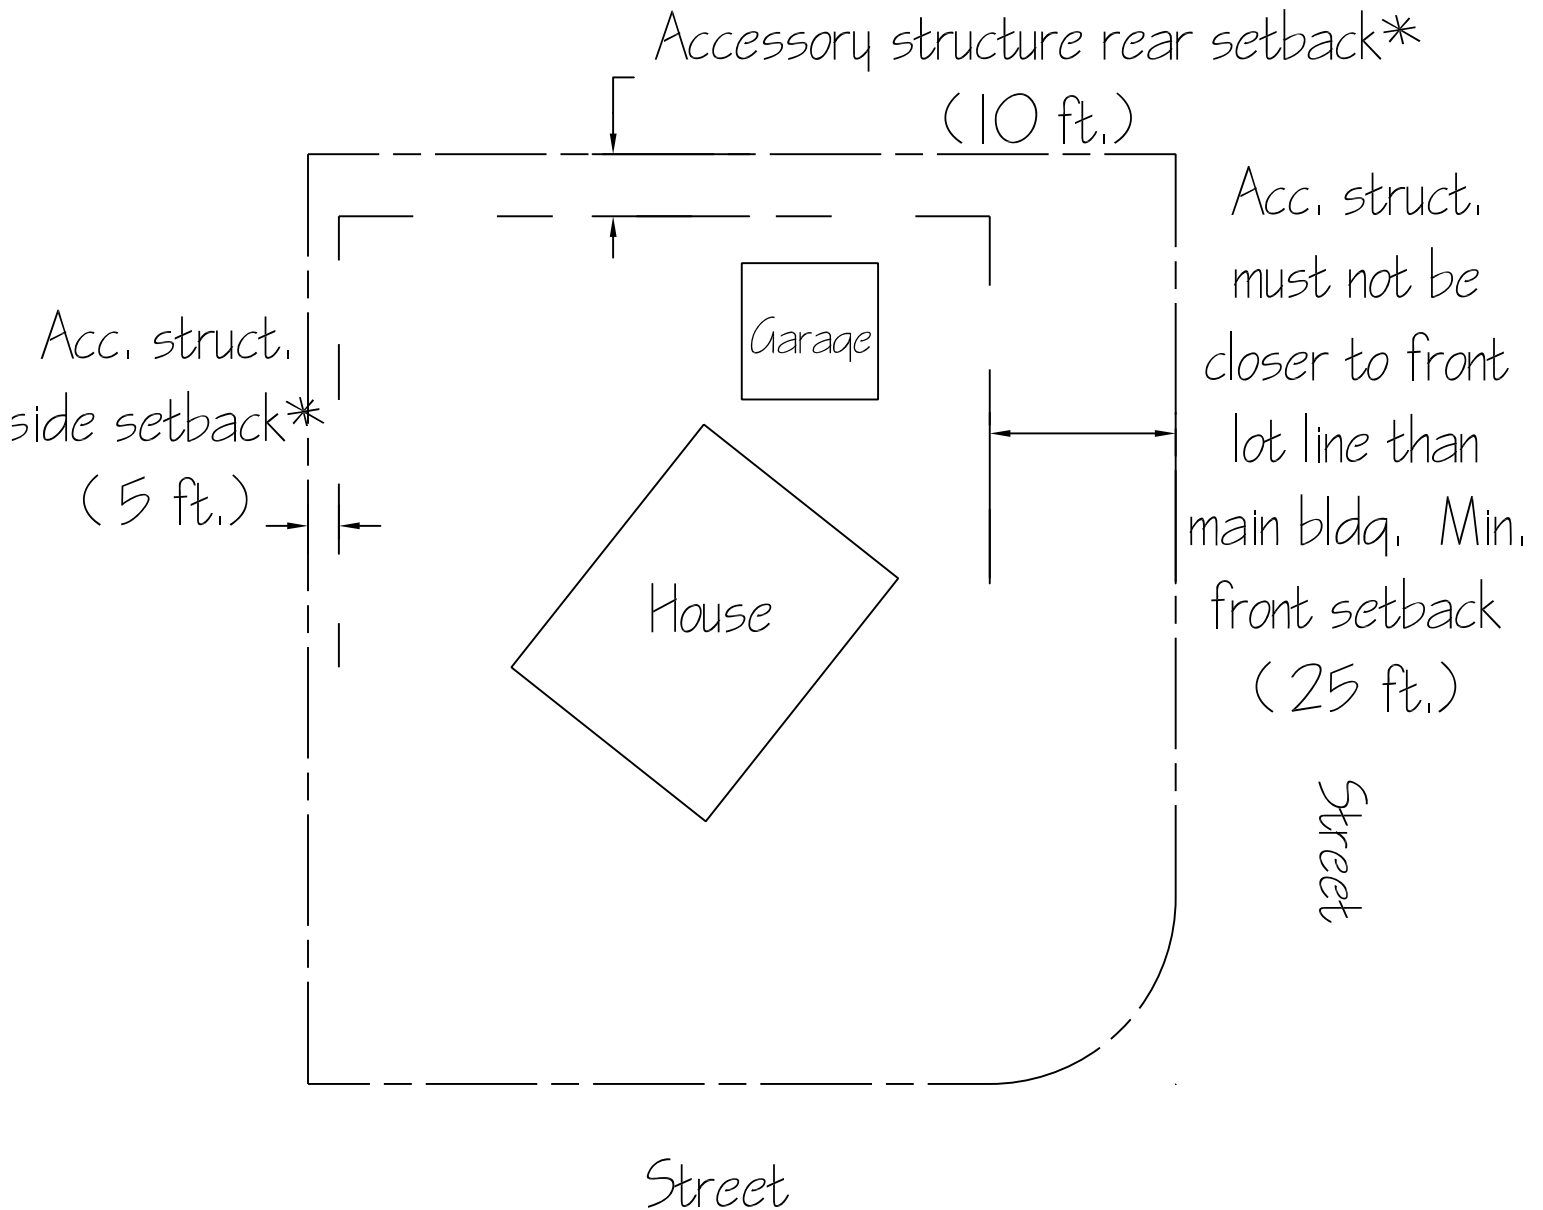 Accessory structure rear setback*
(10 ft.)
Acc. struct.
must not be
closer to front
lot line than
main bldg. Min.
front setback
(25 ft.)
Acc. struct.
side setback*
(5 ft.)
Garage
House
Street
Street